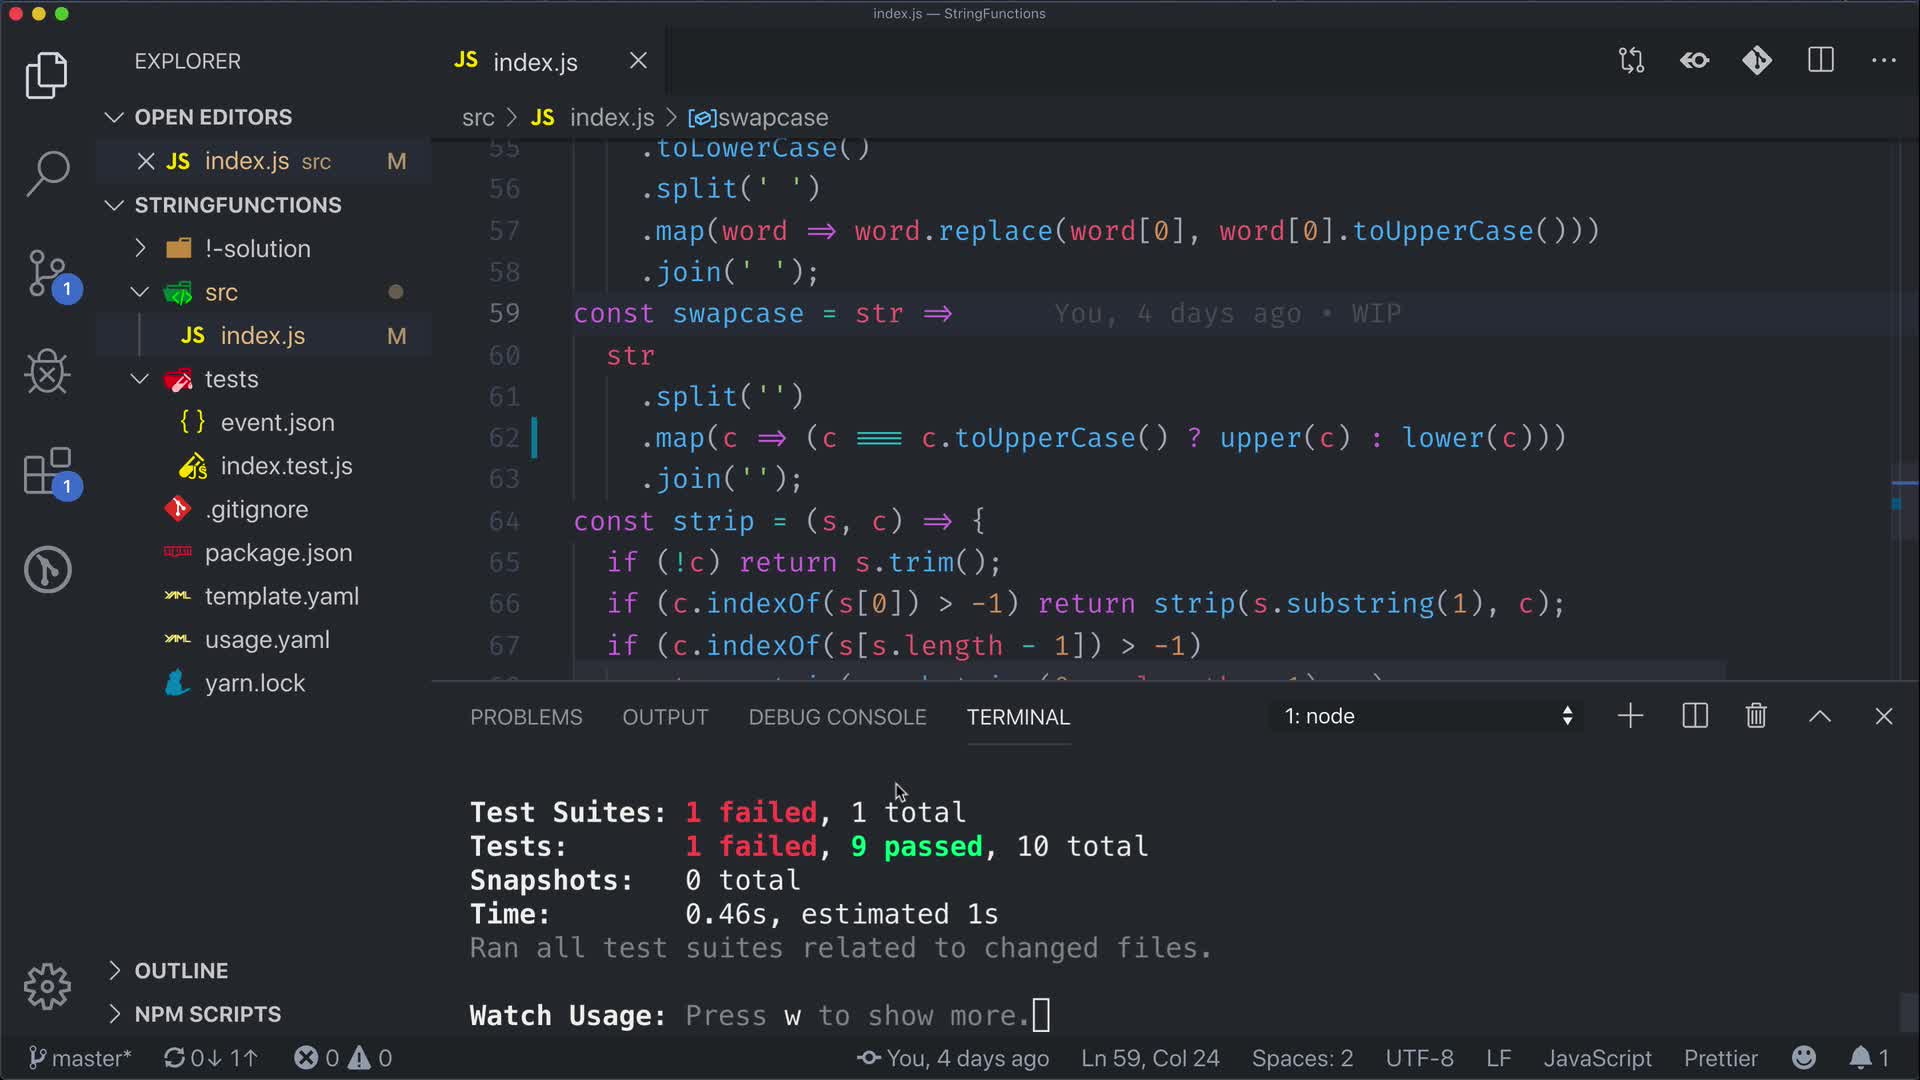 index.js — StringFunctions
EXPLORER
JS index.js
OPEN EDITORS
JS index.js src M
STRINGFUNCTIONS
!-solution
src
JS index.js M
tests
{ } event.json
JS index.test.js
.gitignore
package.json
YAML template.yaml
YAML usage.yaml
yarn.lock
OUTLINE
NPM SCRIPTS
1
1
src > JS index.js > swapcase
55 .toLowerCase()
56 .split(' ')
57 .map(word => word.replace(word[0], word[0].toUpperCase()))
58 .join(' ');
59 const swapcase = str => You, 4 days ago • WIP
60 str
61 .split('')
62 .map(c => (c === c.toUpperCase() ? upper(c) : lower(c)))
63 .join('');
64 const strip = (s, c) => {
65 if (!c) return s.trim();
66 if (c.indexOf(s[0]) > -1) return strip(s.substring(1), c);
67 if (c.indexOf(s[s.length - 1]) > -1)
PROBLEMS OUTPUT DEBUG CONSOLE TERMINAL 1: node
Test Suites: 1 failed, 1 total
Tests: 1 failed, 9 passed, 10 total
Snapshots: 0 total
Time: 0.46s, estimated 1s
Ran all test suites related to changed files.
Watch Usage: Press w to show more.
master* 0↓ 1↑ 0 0 You, 4 days ago Ln 59, Col 24 Spaces: 2 UTF-8 LF JavaScript Prettier 1